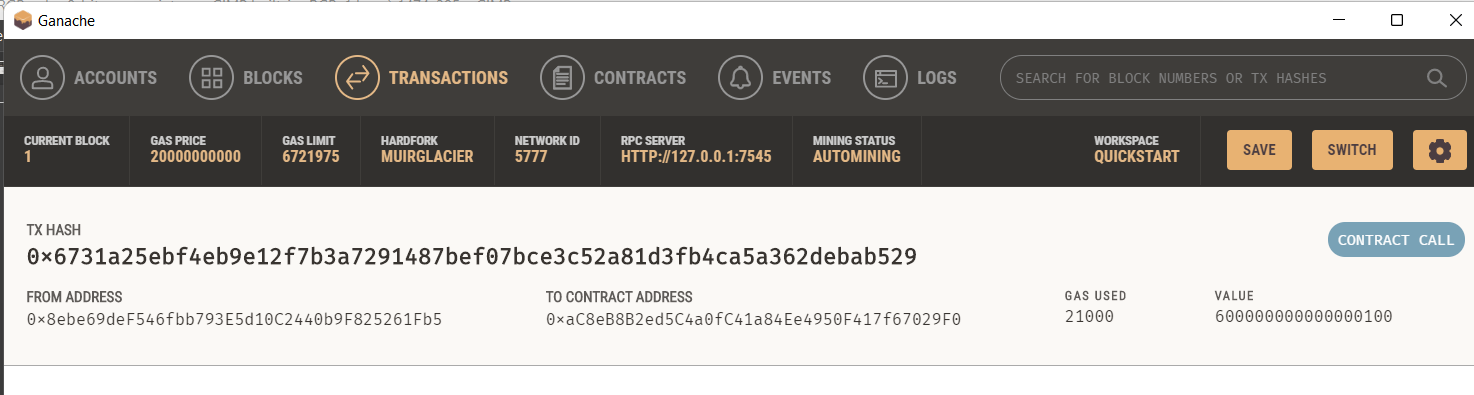 Ganache
ACCOUNTS BLOCKS TRANSACTIONS CONTRACTS EVENTS LOGS SEARCH FOR BLOCK NUMBERS OR TX HASHES
CURRENT BLOCK GAS PRICE GAS LIMIT HARDFORK NETWORK ID RPC SERVER MINING STATUS WORKSPACE
1 20000000000 6721975 MUIRGLACIER 5777 HTTP://127.0.0.1:7545 AUTOMINING QUICKSTART SAVE SWITCH
TX HASH
0×6731a25ebf4eb9e12f7b3a7291487bef07bce3c52a81d3fb4ca5a362debab529 CONTRACT CALL
FROM ADDRESS TO CONTRACT ADDRESS GAS USED VALUE
0×8ebe69deF546fbb793E5d10C2440b9F825261Fb5 0×aC8eB8B2ed5C4a0fC41a84Ee4950F417f67029F0 21000 600000000000000100